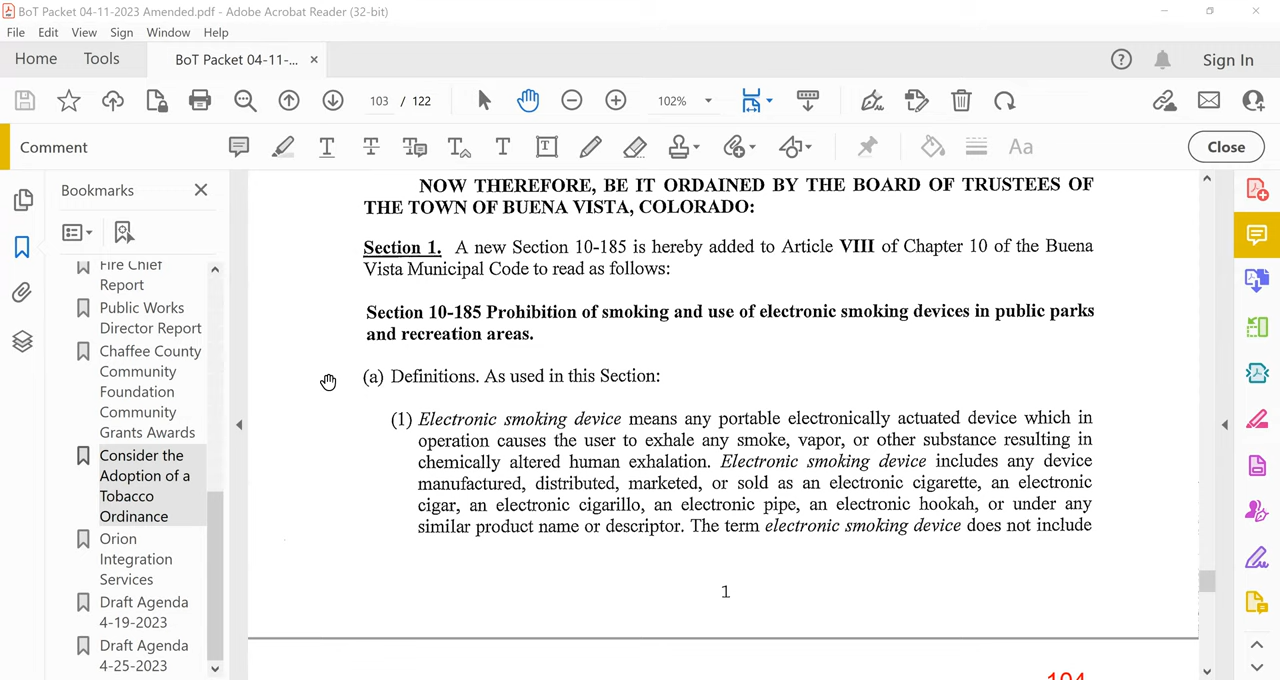 BoT Packet 04-11-2023 Amended.pdf - Adobe Acrobat Reader (32-bit)
File Edit View Sign Window Help
Home Tools BoT Packet 04-11-... × Sign In
103 / 122 102%
Comment Aa Close
Bookmarks
Fire Chief
Report
Public Works
Director Report
Chaffee County
Community
Foundation
Community
Grants Awards
Consider the
Adoption of a
Tobacco
Ordinance
Orion
Integration
Services
Draft Agenda
4-19-2023
Draft Agenda
4-25-2023
NOW THEREFORE, BE IT ORDAINED BY THE BOARD OF TRUSTEES OF
THE TOWN OF BUENA VISTA, COLORADO:
Section 1. A new Section 10-185 is hereby added to Article VIII of Chapter 10 of the Buena
Vista Municipal Code to read as follows:
Section 10-185 Prohibition of smoking and use of electronic smoking devices in public parks
and recreation areas.
(a) Definitions. As used in this Section:
(1) Electronic smoking device means any portable electronically actuated device which in
operation causes the user to exhale any smoke, vapor, or other substance resulting in
chemically altered human exhalation. Electronic smoking device includes any device
manufactured, distributed, marketed, or sold as an electronic cigarette, an electronic
cigar, an electronic cigarillo, an electronic pipe, an electronic hookah, or under any
similar product name or descriptor. The term electronic smoking device does not include
1
104